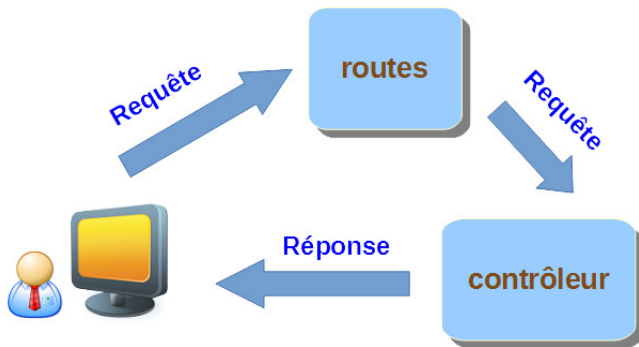 routes
Requête
Requête
Réponse
contrôleur